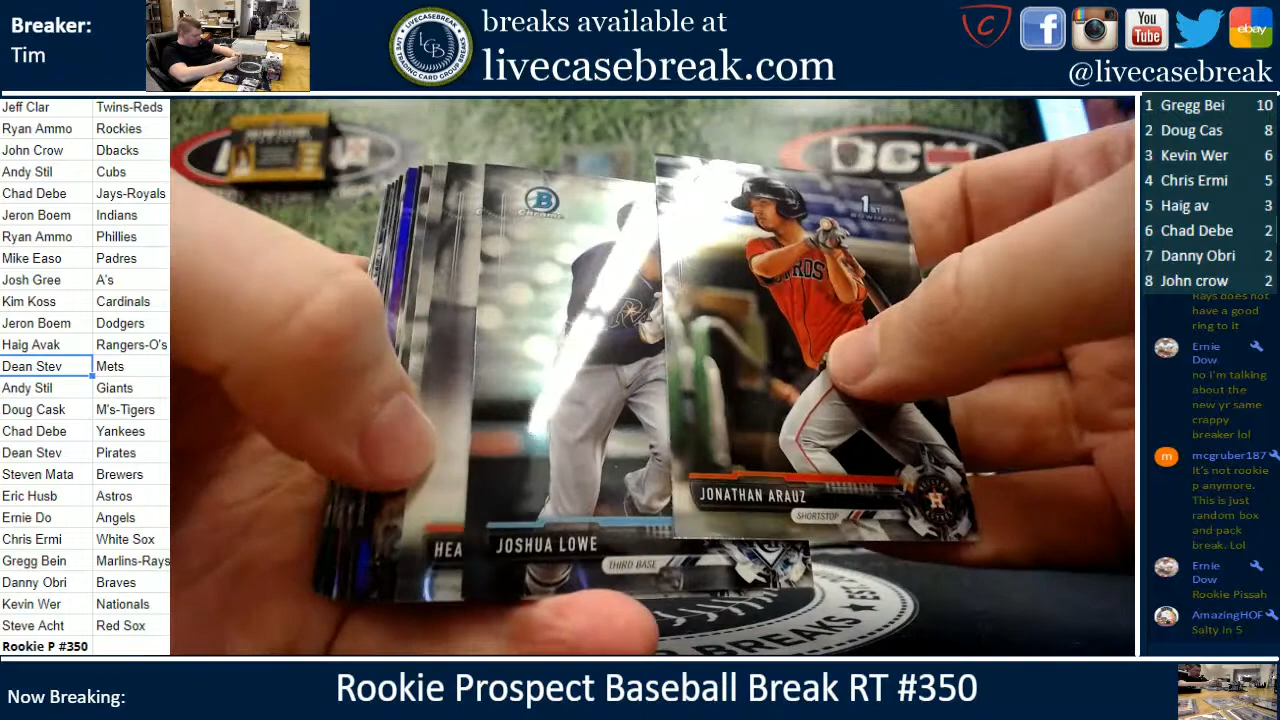 Breaker:
Tim
breaks available at
livecasebreak.com
You
Tube
ebay
@livecasebreak
LCB
Jeff Clar Twins-Reds
Ryan Ammo Rockies
John Crow Dbacks
Andy Stil Cubs
Chad Debe Jays-Royals
Jeron Boem Indians
Ryan Ammo Phillies
Mike Easo Padres
Josh Gree A's
Kim Koss Cardinals
Jeron Boem Dodgers
Haig Avak Rangers-O's
Dean Stev Mets
Andy Stil Giants
Doug Cask M's-Tigers
Chad Debe Yankees
Dean Stev Pirates
Steven Mata Brewers
Eric Husb Astros
Ernie Do Angels
Chris Ermi White Sox
Gregg Bein Marlins-Rays
Danny Obri Braves
Kevin Wer Nationals
Steve Acht Red Sox
Rookie P #350
B
Chrome
1ST
BOWMAN
JONATHAN ARAUZ
SHORTSTOP
HEA
JOSHUA LOWE
THIRD BASE
BREAKS
1 Gregg Bei 10
2 Doug Cas 8
3 Kevin Wer 6
4 Chris Ermi 5
5 Haig av 3
6 Chad Debe 2
7 Danny Obri 2
8 John crow 2
Rays does not
have a good
ring to it
Ernie
Dow
no I'm talking
about the
new yr same
crappy
breaker lol
m
mcgruber187
It's not rookie
p anymore.
This is just
random box
and pack
break. Lol
Ernie
Dow
Rookie Pissah
AmazingHOF
Salty in 5
Now Breaking:
Rookie Prospect Baseball Break RT #350